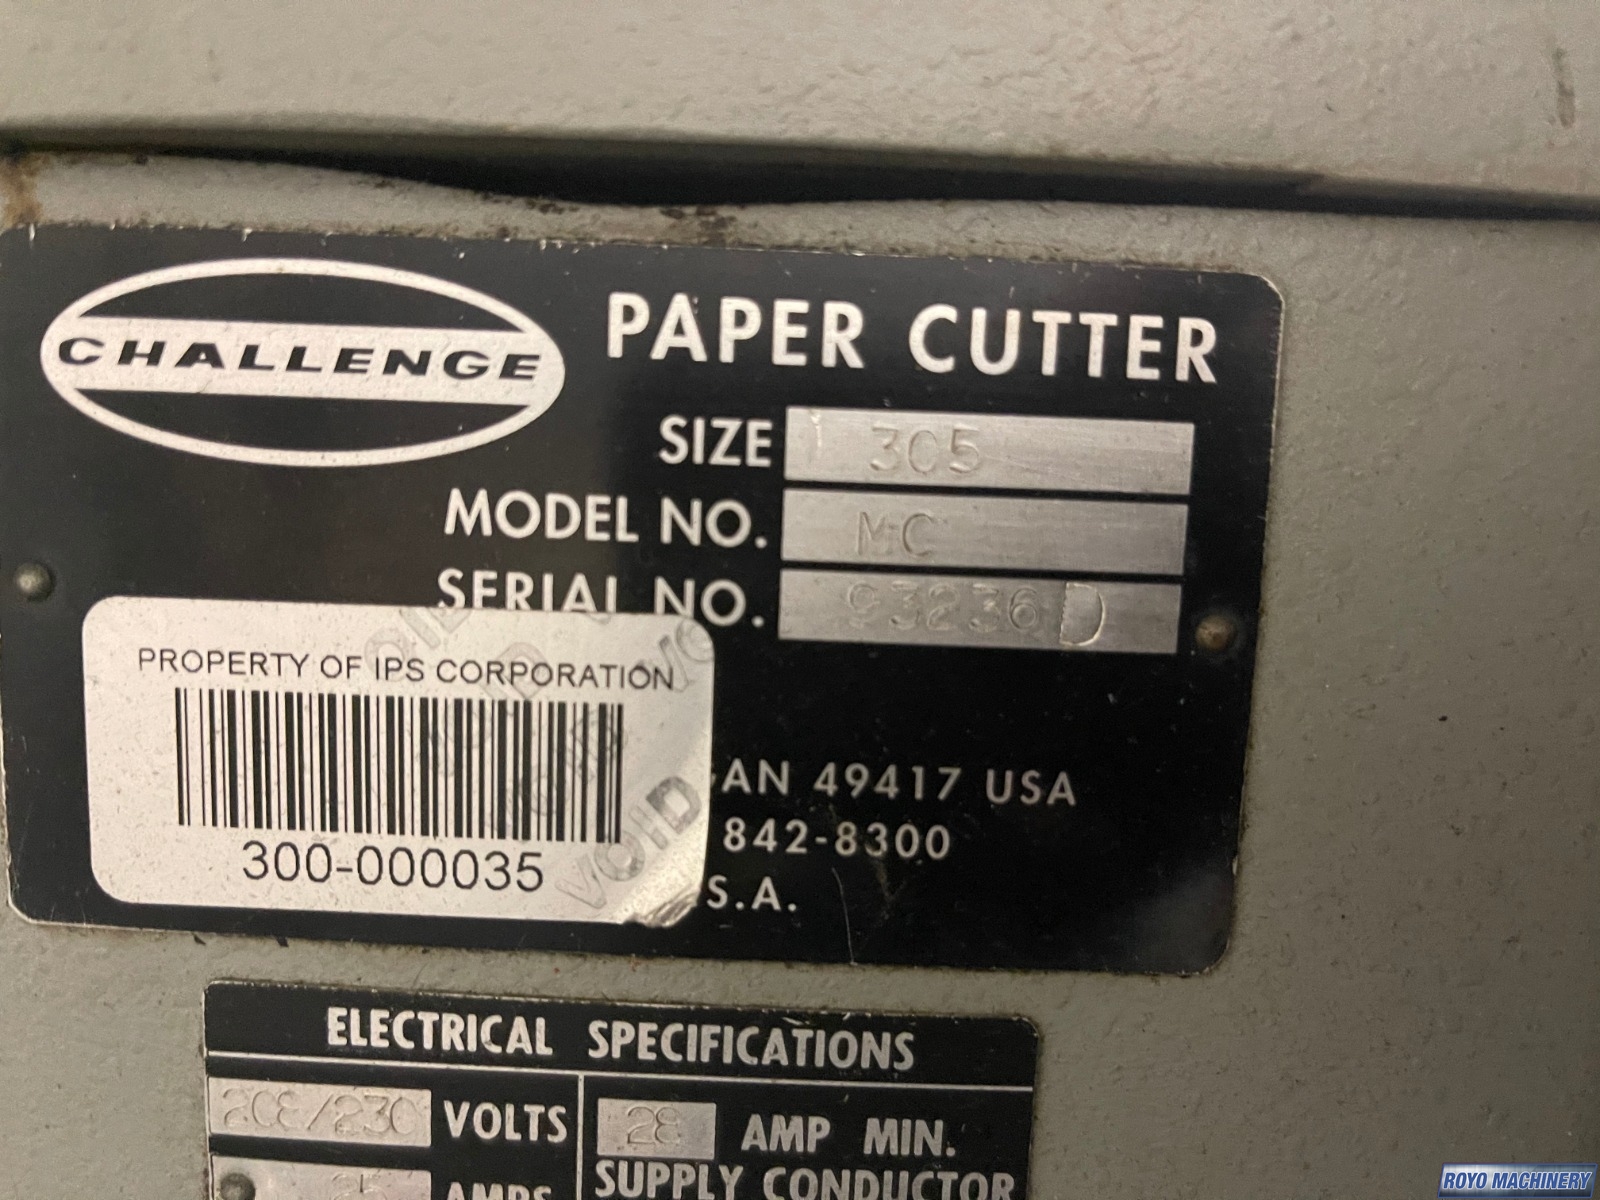 CHALLENGE
PAPER CUTTER
SIZE 305
MODEL NO. MC
SERIAL NO. 93236D
PROPERTY OF IPS CORPORATION
300-000035
VOID
AN 49417 USA
842-8300
S.A.
ELECTRICAL SPECIFICATIONS
208/230 VOLTS
28 AMP MIN.
AMPS
SUPPLY CONDUCTOR
ROYO MACHINERY